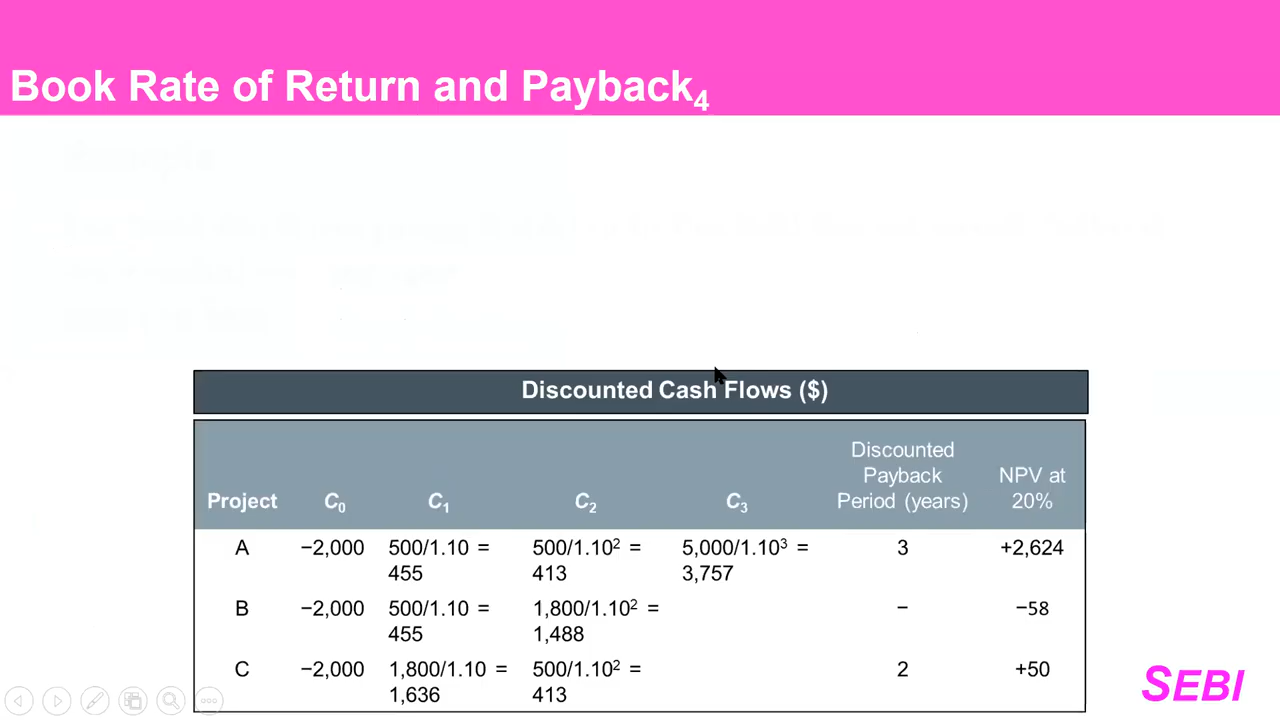 Book Rate of Return and Payback4
Discounted Cash Flows ($)
Discounted
Payback
NPV at
Project C0 C1 C2 C3 Period (years) 20%
A −2,000 500/1.10 = 500/1.10² = 5,000/1.10³ = 3 +2,624
455 413 3,757
B −2,000 500/1.10 = 1,800/1.10² = − −58
455 1,488
C −2,000 1,800/1.10 = 500/1.10² = 2 +50
1,636 413
SEBI